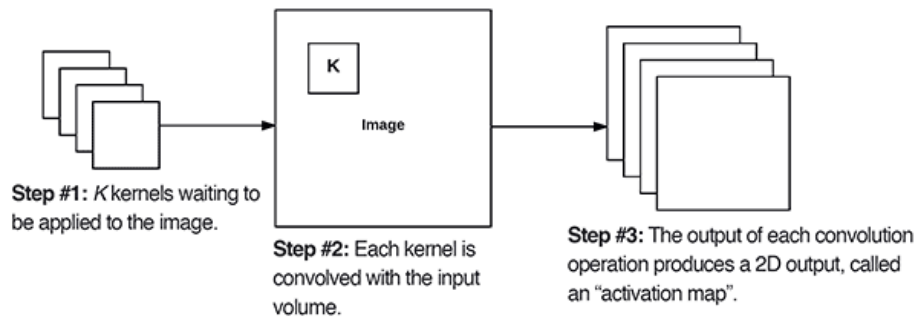 K
Image
Step #1: K kernels waiting to
be applied to the image.
Step #2: Each kernel is
convolved with the input
volume.
Step #3: The output of each convolution
operation produces a 2D output, called
an “activation map”.